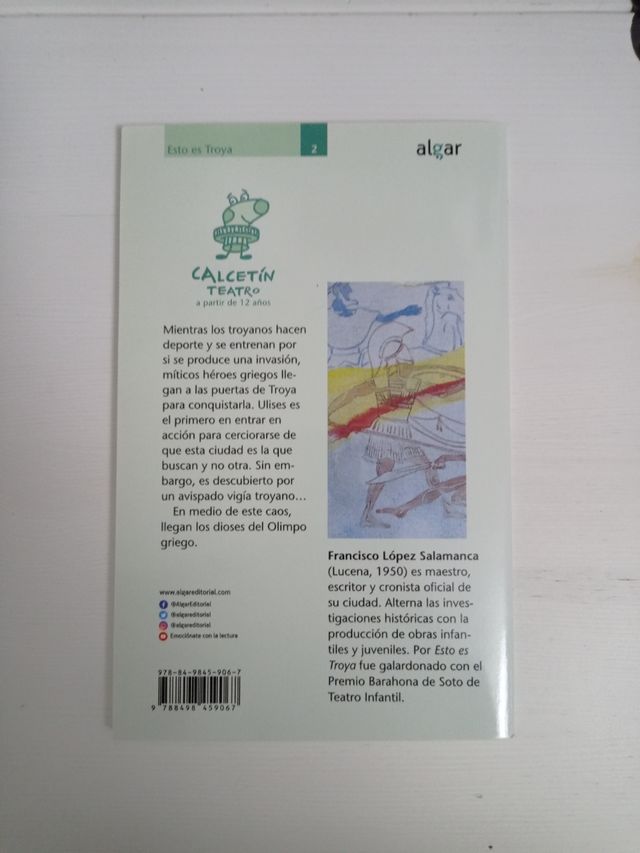 Esto es Troya
2
algar
CALCETÍN
TEATRO
a partir de 12 años
Mientras los troyanos hacen
deporte y se entrenan por
si se produce una invasión,
míticos héroes griegos lle-
gan a las puertas de Troya
para conquistarla. Ulises es
el primero en entrar en
acción para cerciorarse de
que esta ciudad es la que
buscan y no otra. Sin em-
bargo, es descubierto por
un avispado vigía troyano...
En medio de este caos,
llegan los dioses del Olimpo
griego.
www.algareditorial.com
@AlgarEditorial
@algareditorial
@algareditorial
Emociónate con la lectura
978-84-9845-906-7
9 788498 459067
Francisco López Salamanca
(Lucena, 1950) es maestro,
escritor y cronista oficial de
su ciudad. Alterna las inves-
tigaciones históricas con la
producción de obras infan-
tiles y juveniles. Por Esto es
Troya fue galardonado con el
Premio Barahona de Soto de
Teatro Infantil.